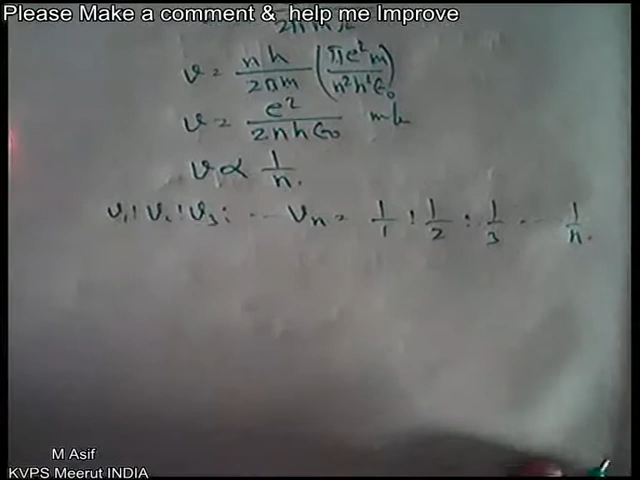 Please Make a comment & help me Improve
v = nh/2πm (πe²m/n²h²ε₀)
v = e²/2nhε₀ m/s
v ∝ 1/n.
v₁ : v₂ : v₃ : ... vₙ = 1/1 : 1/2 : 1/3 ... 1/n.
M Asif
KVPS Meerut INDIA